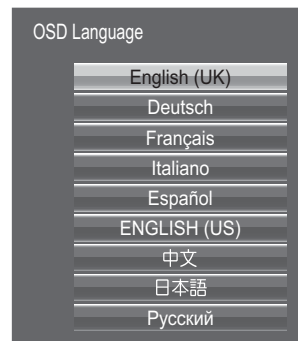 OSD Language
English (UK)
Deutsch
Français
Italiano
Español
ENGLISH (US)
中文
日本語
Русский